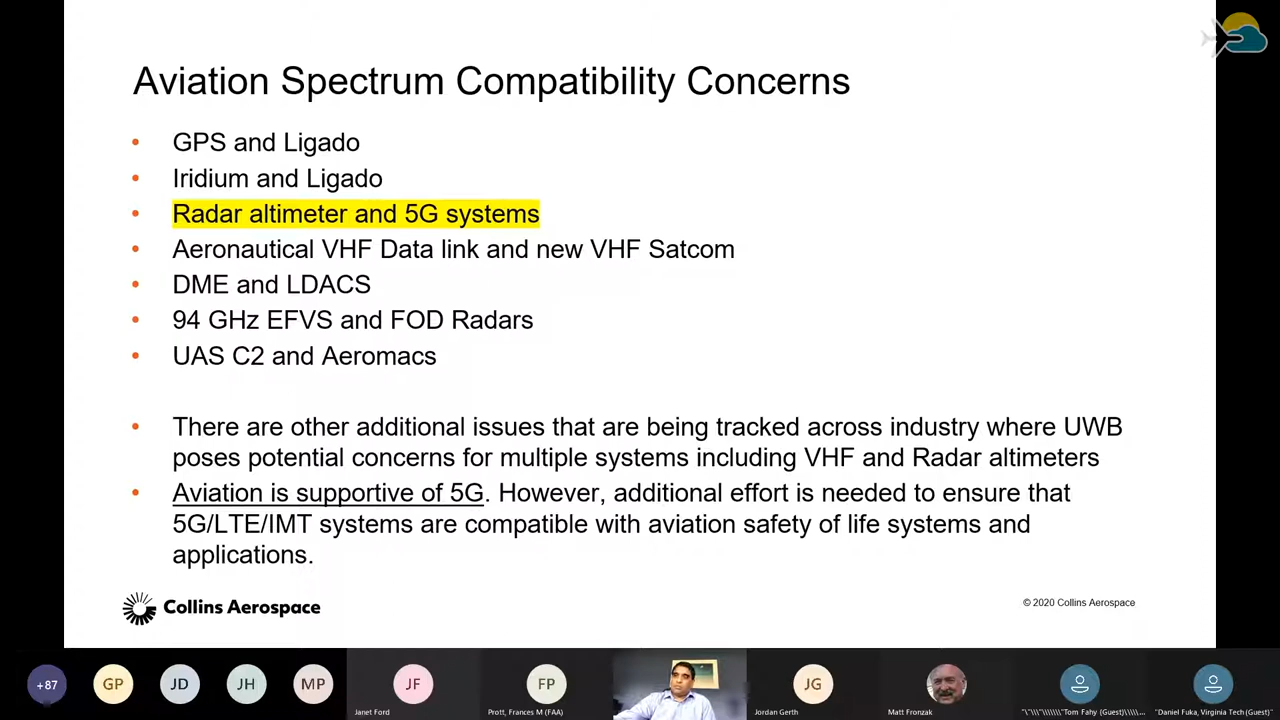 Aviation Spectrum Compatibility Concerns
• GPS and Ligado
• Iridium and Ligado
• Radar altimeter and 5G systems
• Aeronautical VHF Data link and new VHF Satcom
• DME and LDACS
• 94 GHz EFVS and FOD Radars
• UAS C2 and Aeromacs
• There are other additional issues that are being tracked across industry where UWB
poses potential concerns for multiple systems including VHF and Radar altimeters
• Aviation is supportive of 5G. However, additional effort is needed to ensure that
5G/LTE/IMT systems are compatible with aviation safety of life systems and
applications.
Collins Aerospace
© 2020 Collins Aerospace
+87 GP JD JH MP JF FP JG
Janet Ford Prott, Frances M (FAA) Jordan Gerth Matt Fronzak "\"\\\"\\\\\\"Tom Fahy (Guest)\\\\\... "Daniel Fuka, Virginia Tech (Guest)"